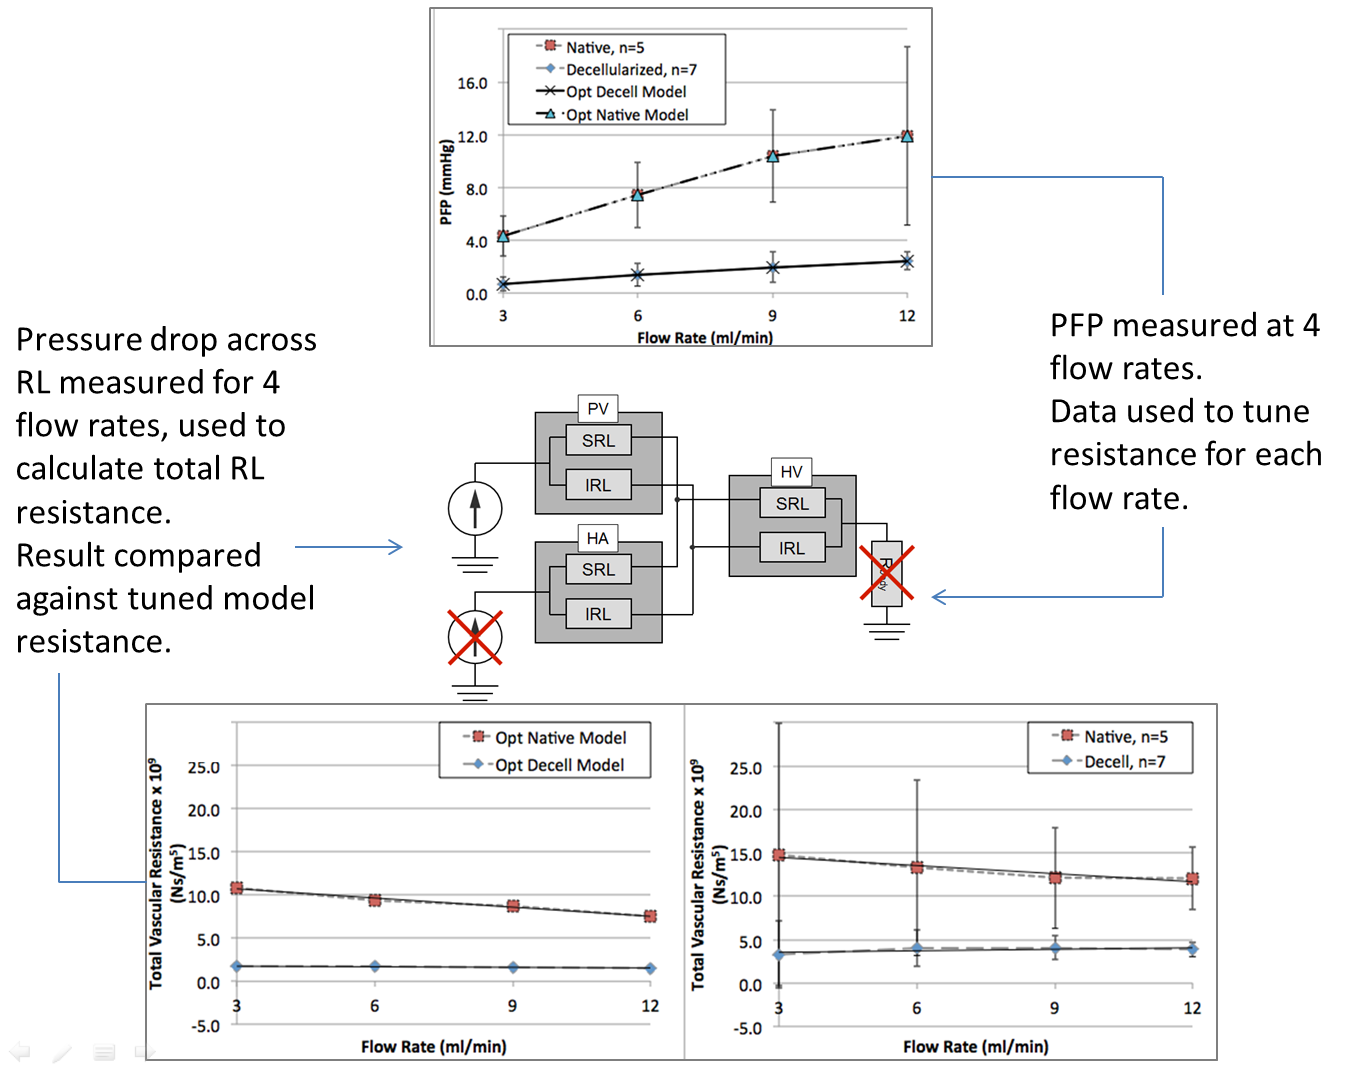 Native, n=5
Decellularized, n=7
Opt Decell Model
Opt Native Model
PFP (mmHg)
16.0
12.0
8.0
4.0
0.0
3 6 9 12
Flow Rate (ml/min)
Pressure drop across
RL measured for 4
flow rates, used to
calculate total RL
resistance.
Result compared
against tuned model
resistance.
PFP measured at 4
flow rates.
Data used to tune
resistance for each
flow rate.
PV
SRL
IRL
HA
SRL
IRL
HV
SRL
IRL
Opt Native Model
Opt Decell Model
Total Vascular Resistance x 10⁹
(Ns/m⁵)
25.0
20.0
15.0
10.0
5.0
0.0
-5.0
3 6 9 12
Flow Rate (ml/min)
Native, n=5
Decell, n=7
Total Vascular Resistance x 10⁹
(Ns/m⁵)
25.0
20.0
15.0
10.0
5.0
0.0
-5.0
3 6 9 12
Flow Rate (ml/min)